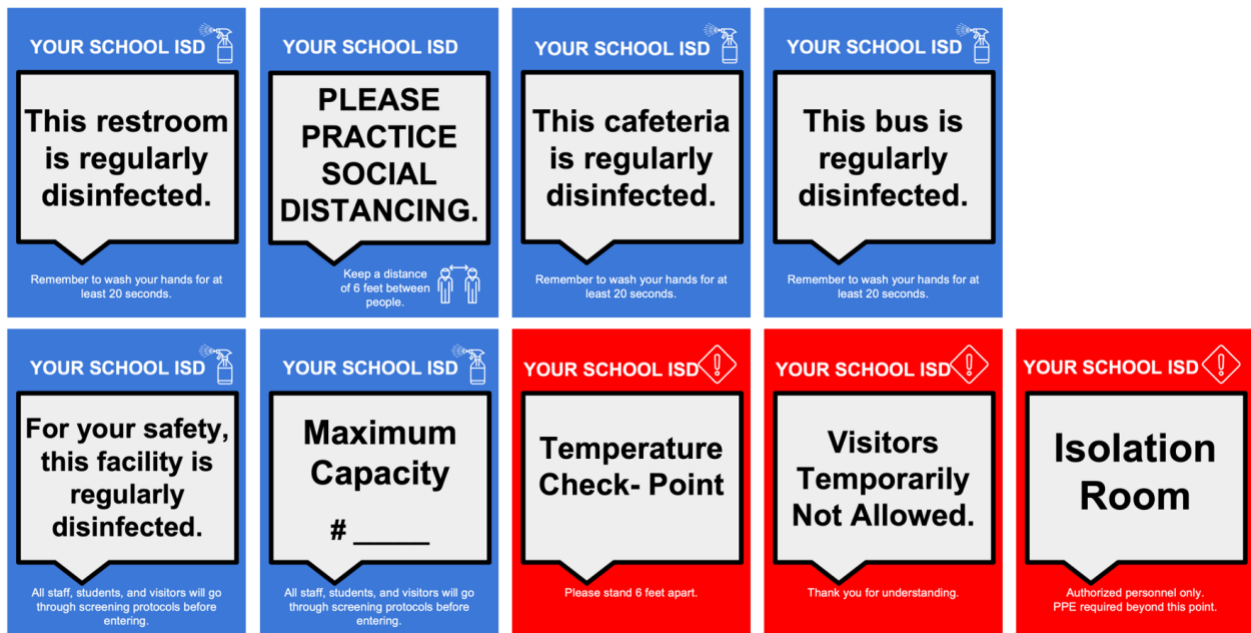 YOUR SCHOOL ISD
This restroom
is regularly
disinfected.
Remember to wash your hands for at
least 20 seconds.
YOUR SCHOOL ISD
PLEASE
PRACTICE
SOCIAL
DISTANCING.
Keep a distance
of 6 feet between
people.
YOUR SCHOOL ISD
This cafeteria
is regularly
disinfected.
Remember to wash your hands for at
least 20 seconds.
YOUR SCHOOL ISD
This bus is
regularly
disinfected.
Remember to wash your hands for at
least 20 seconds.
YOUR SCHOOL ISD
For your safety,
this facility is
regularly
disinfected.
All staff, students, and visitors will go
through screening protocols before
entering.
YOUR SCHOOL ISD
Maximum
Capacity
# _____
All staff, students, and visitors will go
through screening protocols before
entering.
YOUR SCHOOL ISD
Temperature
Check- Point
Please stand 6 feet apart.
YOUR SCHOOL ISD
Visitors
Temporarily
Not Allowed.
Thank you for understanding.
YOUR SCHOOL ISD
Isolation
Room
Authorized personnel only.
PPE required beyond this point.